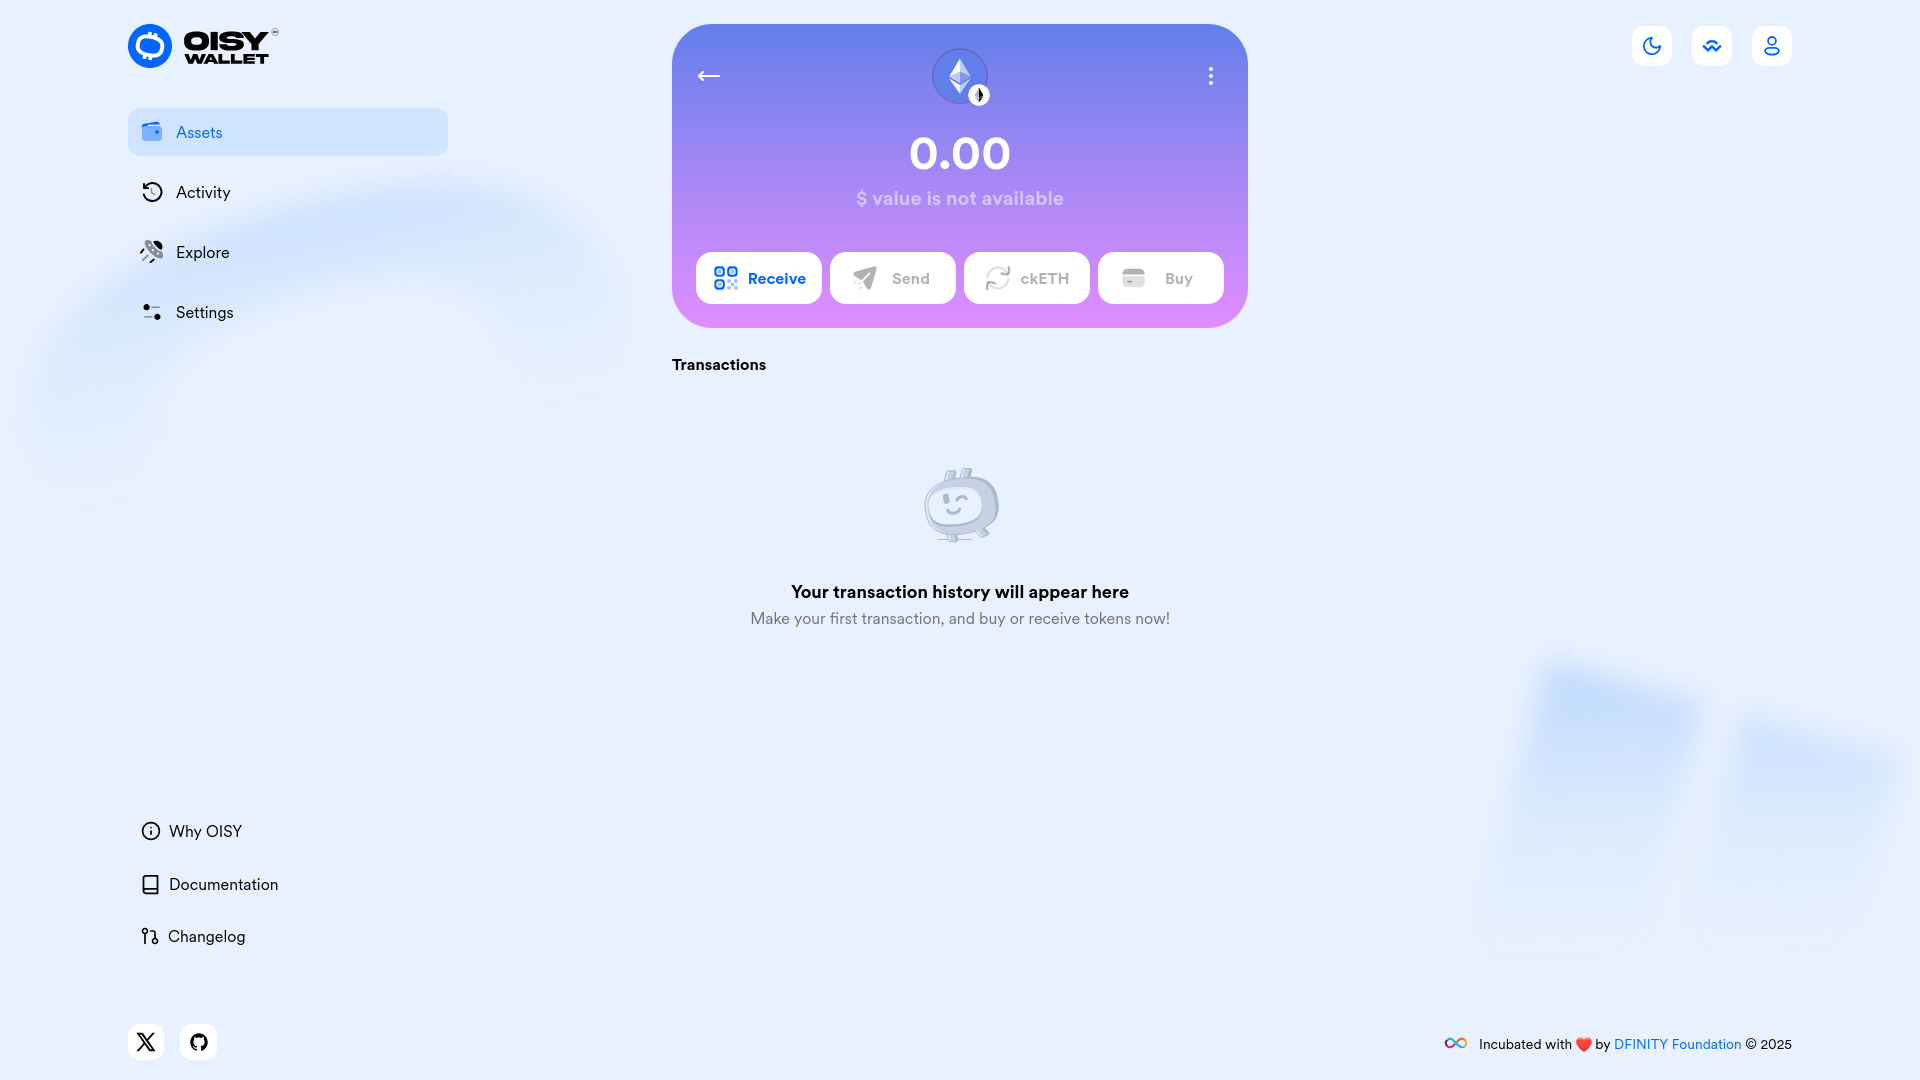 OISY
WALLET
Assets
Activity
Explore
Settings
0.00
$ value is not available
Receive
Send
ckETH
Buy
Transactions
Your transaction history will appear here
Make your first transaction, and buy or receive tokens now!
Why OISY
Documentation
Changelog
Incubated with ❤️ by DFINITY Foundation © 2025